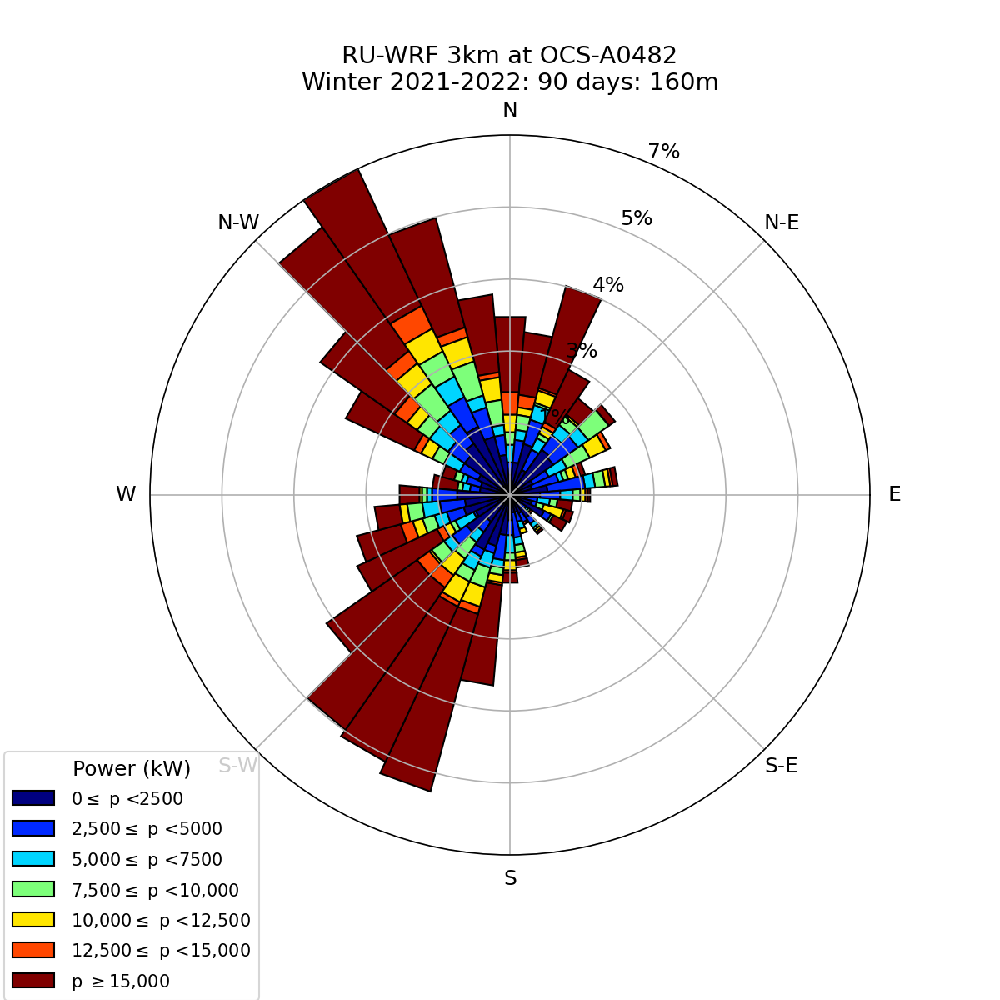 RU-WRF 3km at OCS-A0482
Winter 2021-2022: 90 days: 160m
N
7%
N-W
5%
N-E
4%
3%
1%
W
E
S-W
S-E
S
Power (kW)
0≤ p <2500
2,500≤ p <5000
5,000≤ p <7500
7,500≤ p <10,000
10,000≤ p <12,500
12,500≤ p <15,000
p ≥15,000